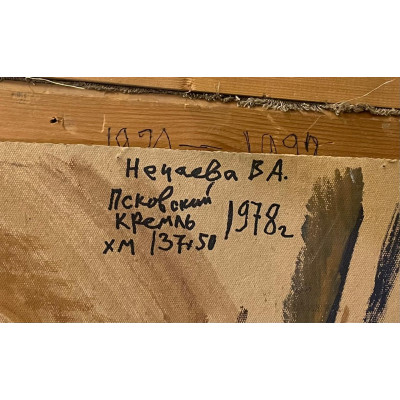 Нечаева В А.
Псковский
кремль 1978г
хм 137х50